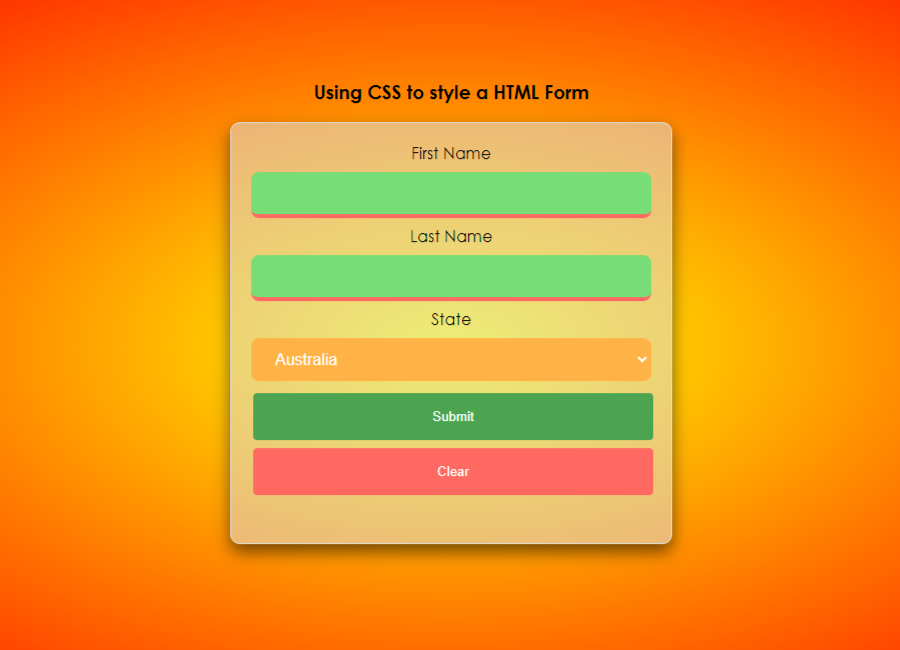 Using CSS to style a HTML Form
First Name
Last Name
State
Australia
Submit
Clear